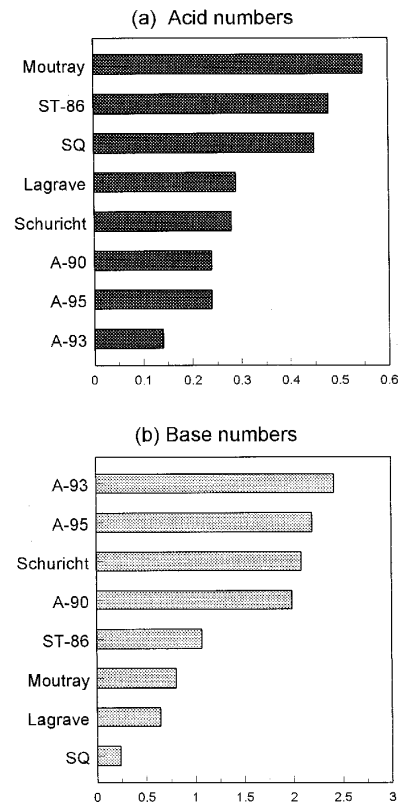 (a) Acid numbers
Moutray
ST-86
SQ
Lagrave
Schuricht
A-90
A-95
A-93
0 0.1 0.2 0.3 0.4 0.5 0.6
(b) Base numbers
A-93
A-95
Schuricht
A-90
ST-86
Moutray
Lagrave
SQ
0 0.5 1 1.5 2 2.5 3